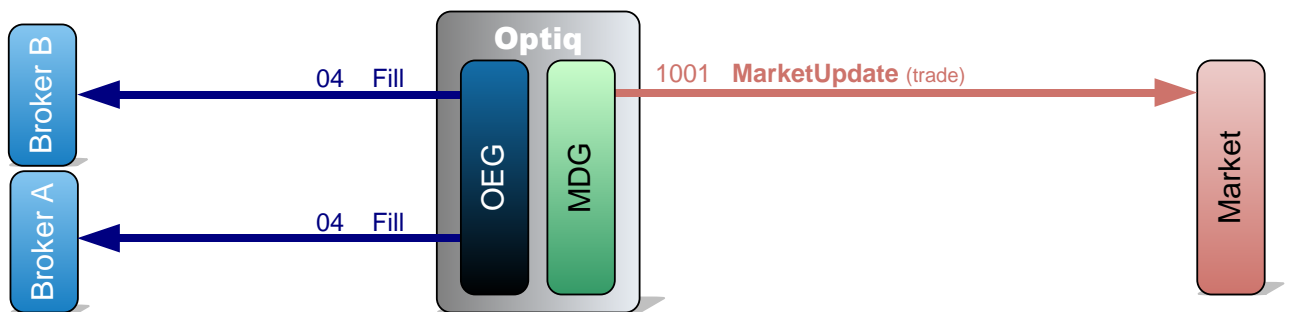 Optiq
Broker B
04 Fill
1001 MarketUpdate (trade)
OEG
MDG
Market
Broker A
04 Fill